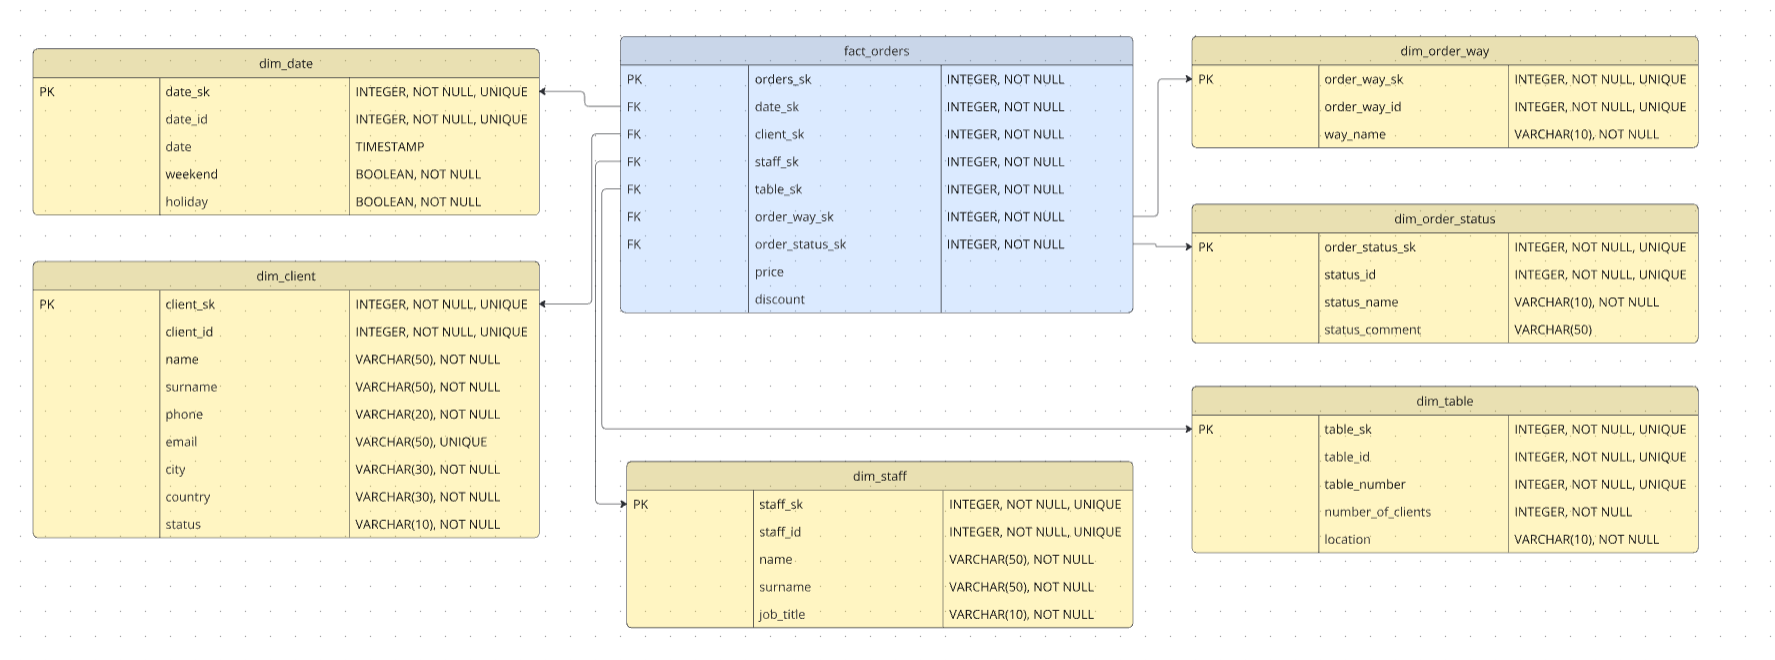 dim_date
PK date_sk INTEGER, NOT NULL, UNIQUE
date_id INTEGER, NOT NULL, UNIQUE
date TIMESTAMP
weekend BOOLEAN, NOT NULL
holiday BOOLEAN, NOT NULL
dim_client
PK client_sk INTEGER, NOT NULL, UNIQUE
client_id INTEGER, NOT NULL, UNIQUE
name VARCHAR(50), NOT NULL
surname VARCHAR(50), NOT NULL
phone VARCHAR(20), NOT NULL
email VARCHAR(50), UNIQUE
city VARCHAR(30), NOT NULL
country VARCHAR(30), NOT NULL
status VARCHAR(10), NOT NULL
fact_orders
PK orders_sk INTEGER, NOT NULL
FK date_sk INTEGER, NOT NULL
FK client_sk INTEGER, NOT NULL
FK staff_sk INTEGER, NOT NULL
FK table_sk INTEGER, NOT NULL
FK order_way_sk INTEGER, NOT NULL
FK order_status_sk INTEGER, NOT NULL
price
discount
dim_staff
PK staff_sk INTEGER, NOT NULL, UNIQUE
staff_id INTEGER, NOT NULL, UNIQUE
name VARCHAR(50), NOT NULL
surname VARCHAR(50), NOT NULL
job_title VARCHAR(10), NOT NULL
dim_order_way
PK order_way_sk INTEGER, NOT NULL, UNIQUE
order_way_id INTEGER, NOT NULL, UNIQUE
way_name VARCHAR(10), NOT NULL
dim_order_status
PK order_status_sk INTEGER, NOT NULL, UNIQUE
status_id INTEGER, NOT NULL, UNIQUE
status_name VARCHAR(10), NOT NULL
status_comment VARCHAR(50)
dim_table
PK table_sk INTEGER, NOT NULL, UNIQUE
table_id INTEGER, NOT NULL, UNIQUE
table_number INTEGER, NOT NULL, UNIQUE
number_of_clients INTEGER, NOT NULL
location VARCHAR(10), NOT NULL